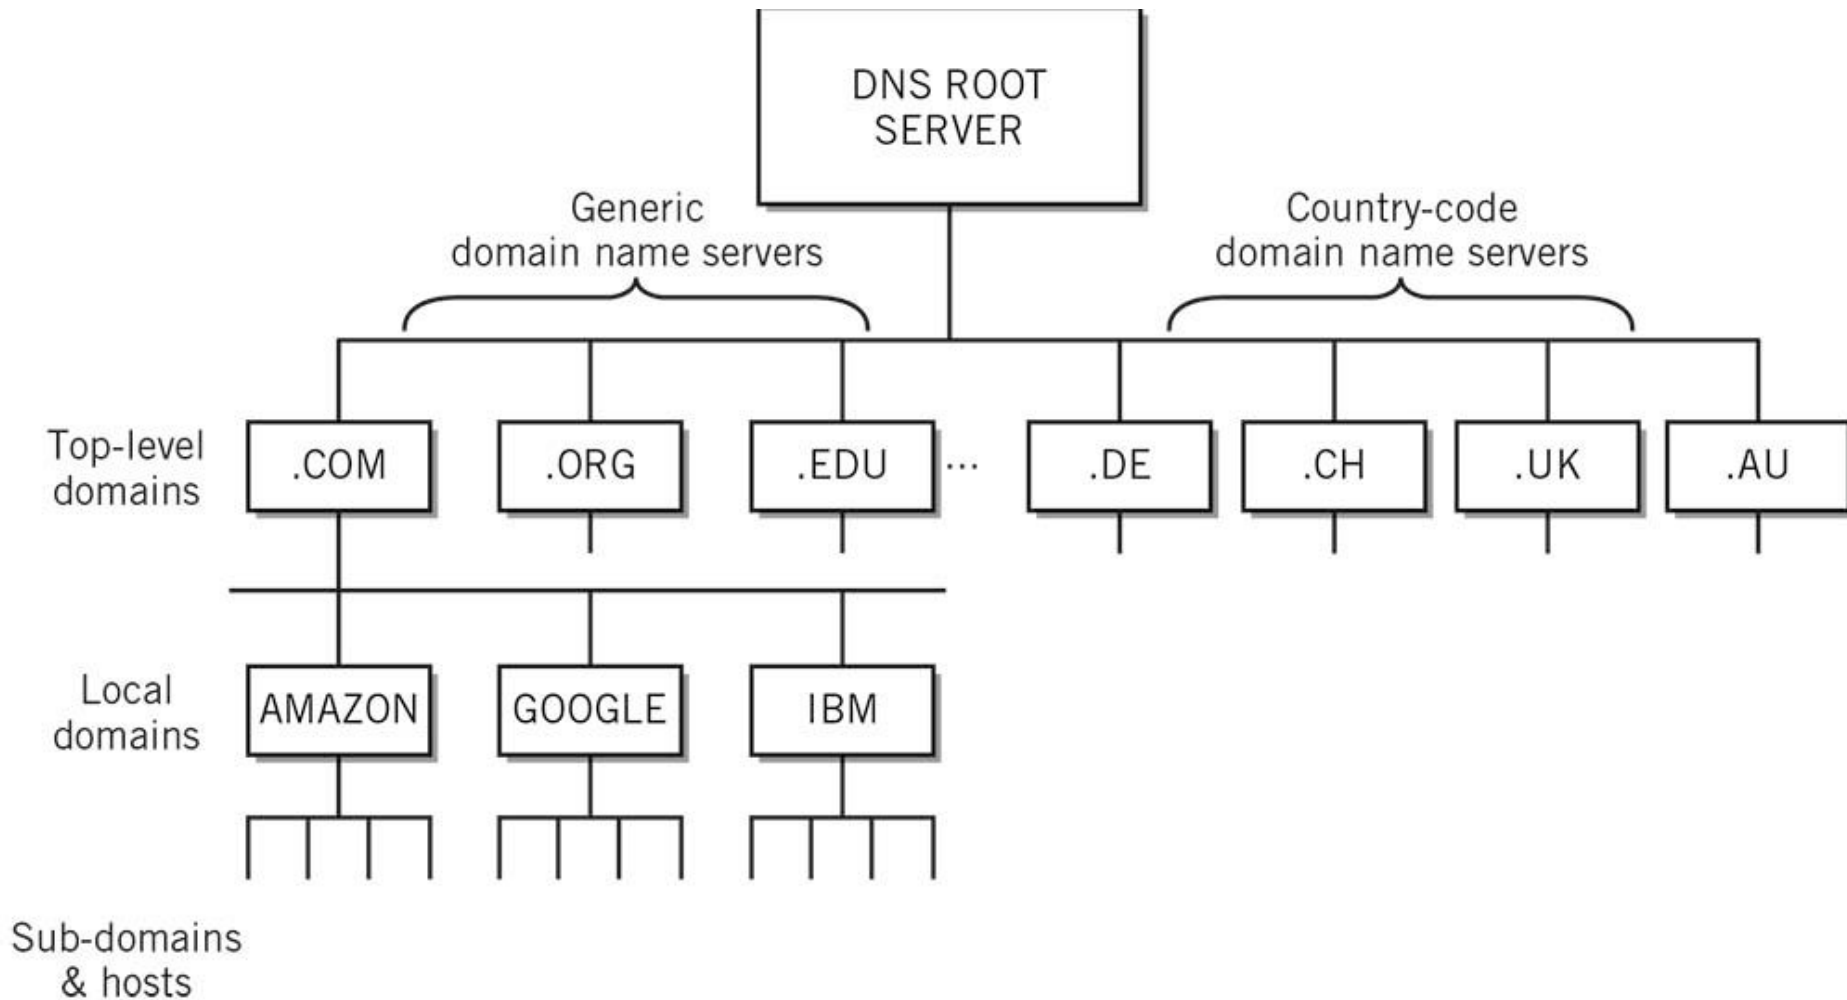 DNS ROOT
SERVER
Generic
domain name servers
Country-code
domain name servers
Top-level
domains
.COM
.ORG
.EDU
...
.DE
.CH
.UK
.AU
Local
domains
AMAZON
GOOGLE
IBM
Sub-domains
& hosts